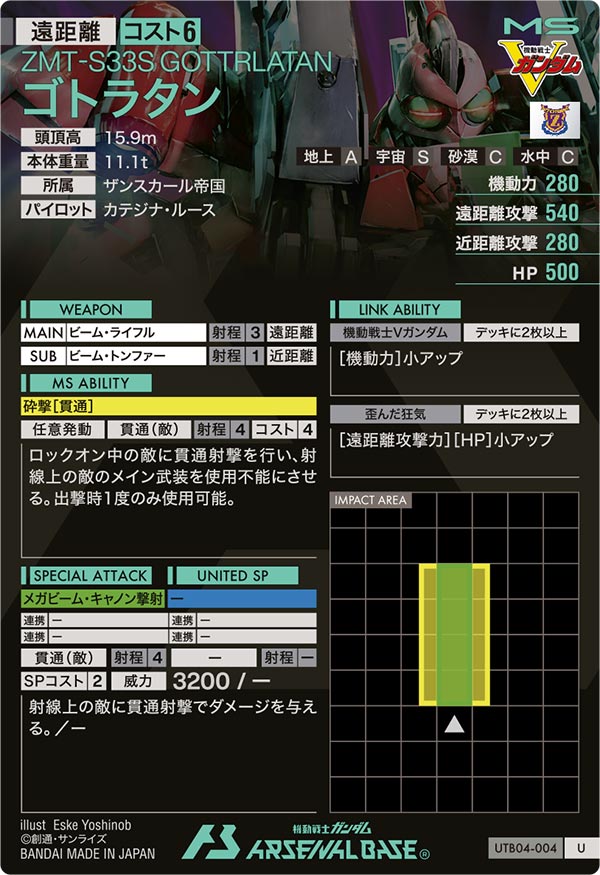 遠距離 コスト6
MS
ZMT-S33S GOTTRLATAN
ゴトラタン
機動戦士
Vガンダム
頭頂高 15.9m
本体重量 11.1t
所属 ザンスカール帝国
パイロット カテジナ・ルース
地上 A 宇宙 S 砂漠 C 水中 C
機動力 280
遠距離攻撃 540
近距離攻撃 280
HP 500
WEAPON
MAIN ビーム・ライフル 射程 3 遠距離
SUB ビーム・トンファー 射程 1 近距離
MS ABILITY
砕撃[貫通]
任意発動 貫通(敵) 射程 4 コスト 4
ロックオン中の敵に貫通射撃を行い、射
線上の敵のメイン武装を使用不能にさせ
る。出撃時1度のみ使用可能。
LINK ABILITY
機動戦士Vガンダム デッキに2枚以上
[機動力]小アップ
歪んだ狂気 デッキに2枚以上
[遠距離攻撃力][HP]小アップ
IMPACT AREA
SPECIAL ATTACK UNITED SP
メガビーム・キャノン撃射 ー
連携 ー 連携 ー
連携 ー 連携 ー
貫通(敵) 射程 4 ー 射程 ー
SPコスト 2 威力 3200 / ー
射線上の敵に貫通射撃でダメージを与え
る。/ー
illust Eske Yoshinob
©創通・サンライズ
BANDAI MADE IN JAPAN
機動戦士ガンダム
AB ARSENAL BASE®
UTB04-004 U